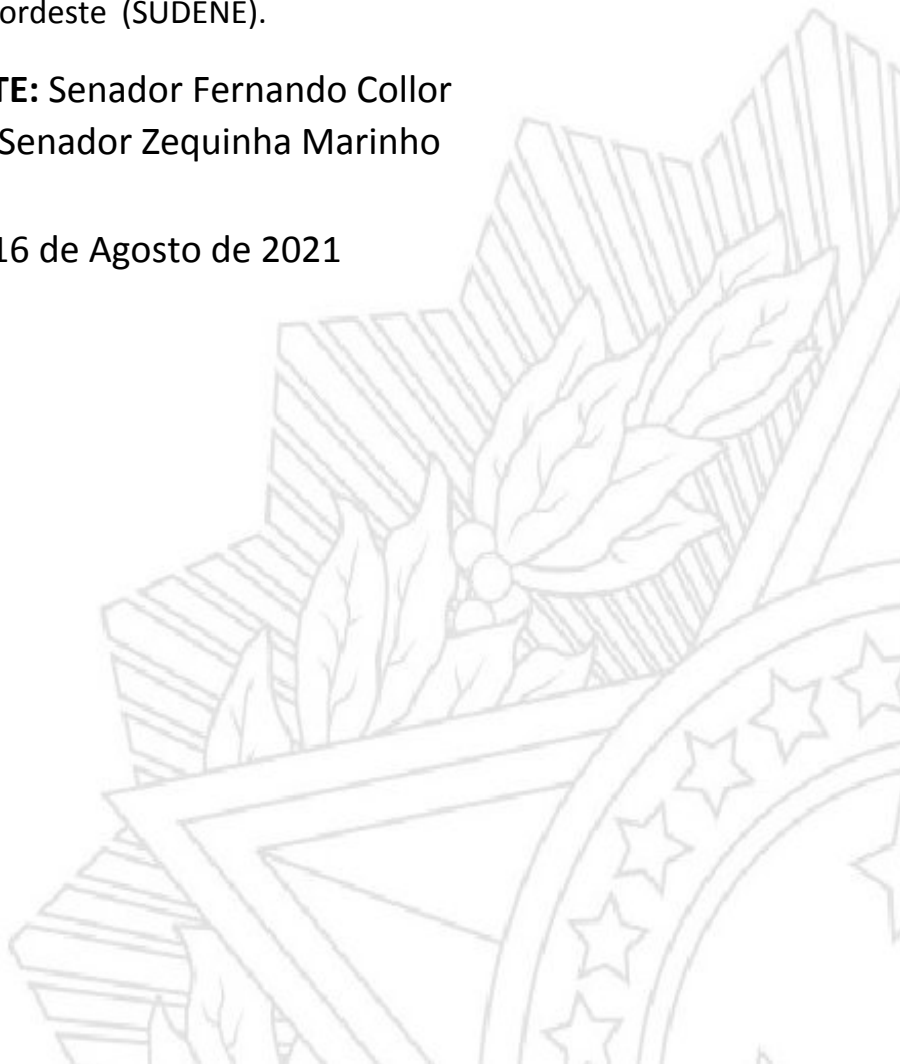 ordeste (SUDENE).
TE: Senador Fernando Collor
Senador Zequinha Marinho
16 de Agosto de 2021